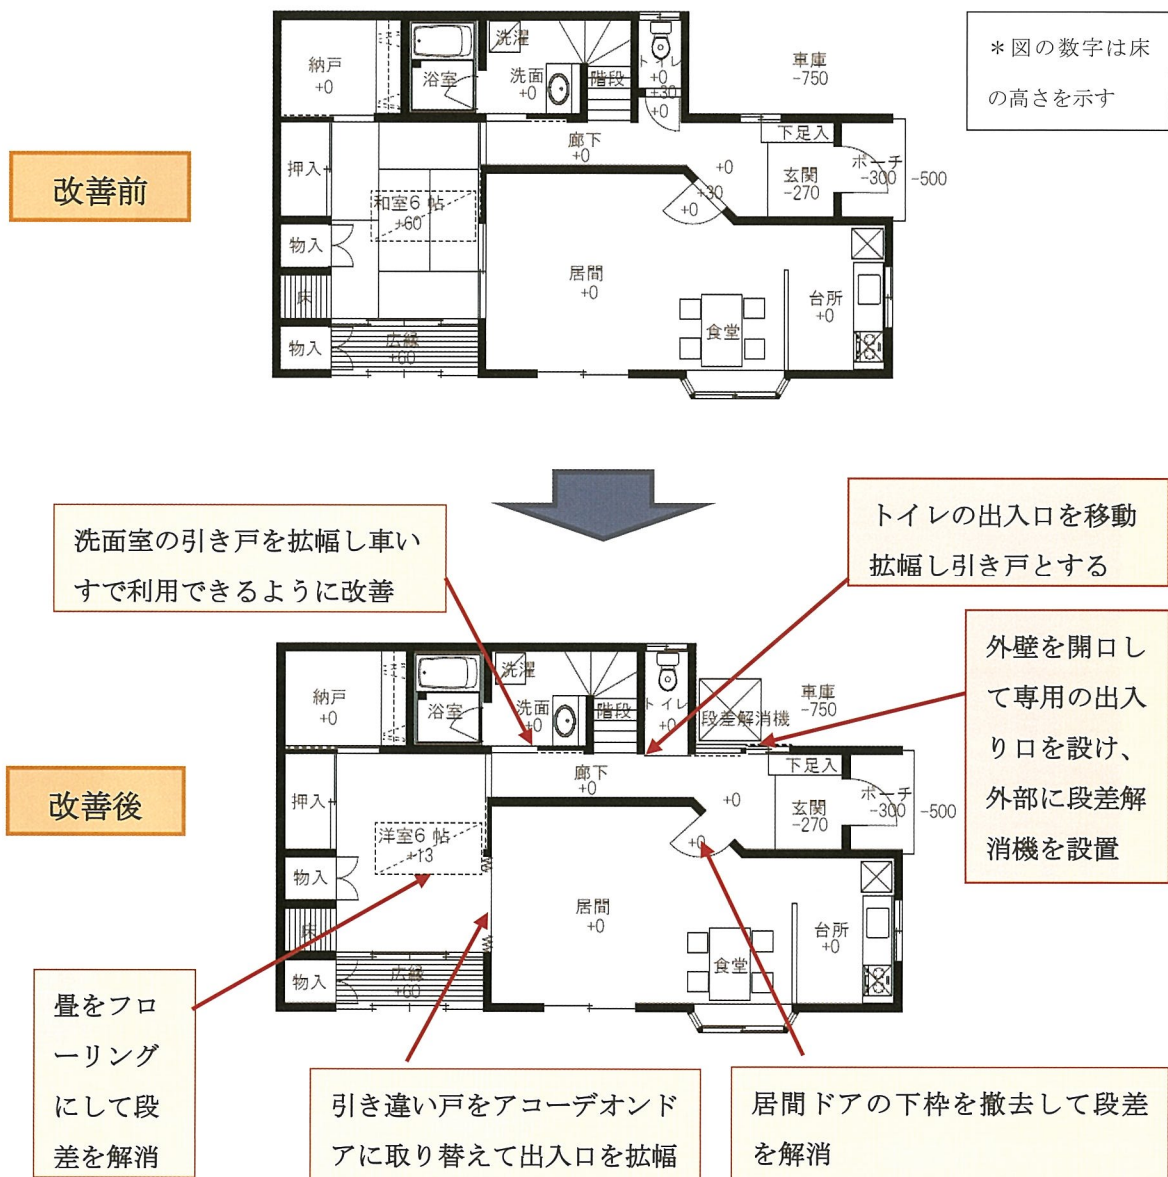 ＊図の数字は床
の高さを示す
改善前
納戸
+0
浴室
洗濯
洗面
+0
階段
トイレ
+0
+30
+0
車庫
-750
押入
廊下
+0
下足入
+0
玄関
-270
ポーチ
-300
-500
和室6 帖
+60
+30
+0
物入
床
居間
+0
食堂
台所
+0
物入
広縁
+60
洗面室の引き戸を拡幅し車い
すで利用できるように改善
トイレの出入口を移動
拡幅し引き戸とする
外壁を開口し
て専用の出入
り口を設け、
外部に段差解
消機を設置
改善後
納戸
+0
浴室
洗濯
洗面
+0
階段
トイレ
+0
段差解消機
車庫
-750
押入
廊下
+0
下足入
+0
玄関
-270
ポーチ
-300
-500
洋室6 帖
+13
+0
物入
床
居間
+0
食堂
台所
+0
物入
広縁
+60
畳をフロ
ーリング
にして段
差を解消
引き違い戸をアコーデオンド
アに取り替えて出入口を拡幅
居間ドアの下枠を撤去して段差
を解消